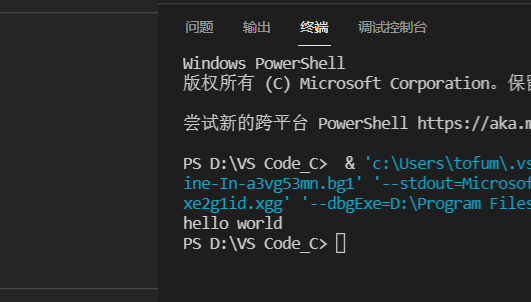 问题 输出 终端 调试控制台
Windows PowerShell
版权所有 (C) Microsoft Corporation。保留
尝试新的跨平台 PowerShell https://aka.m
PS D:\VS Code_C>  & 'c:\Users\tofum\.vs
ine-In-a3vg53mn.bg1' '--stdout=Microsof
xe2g1id.xgg' '--dbgExe=D:\Program Files
hello world
PS D:\VS Code_C>